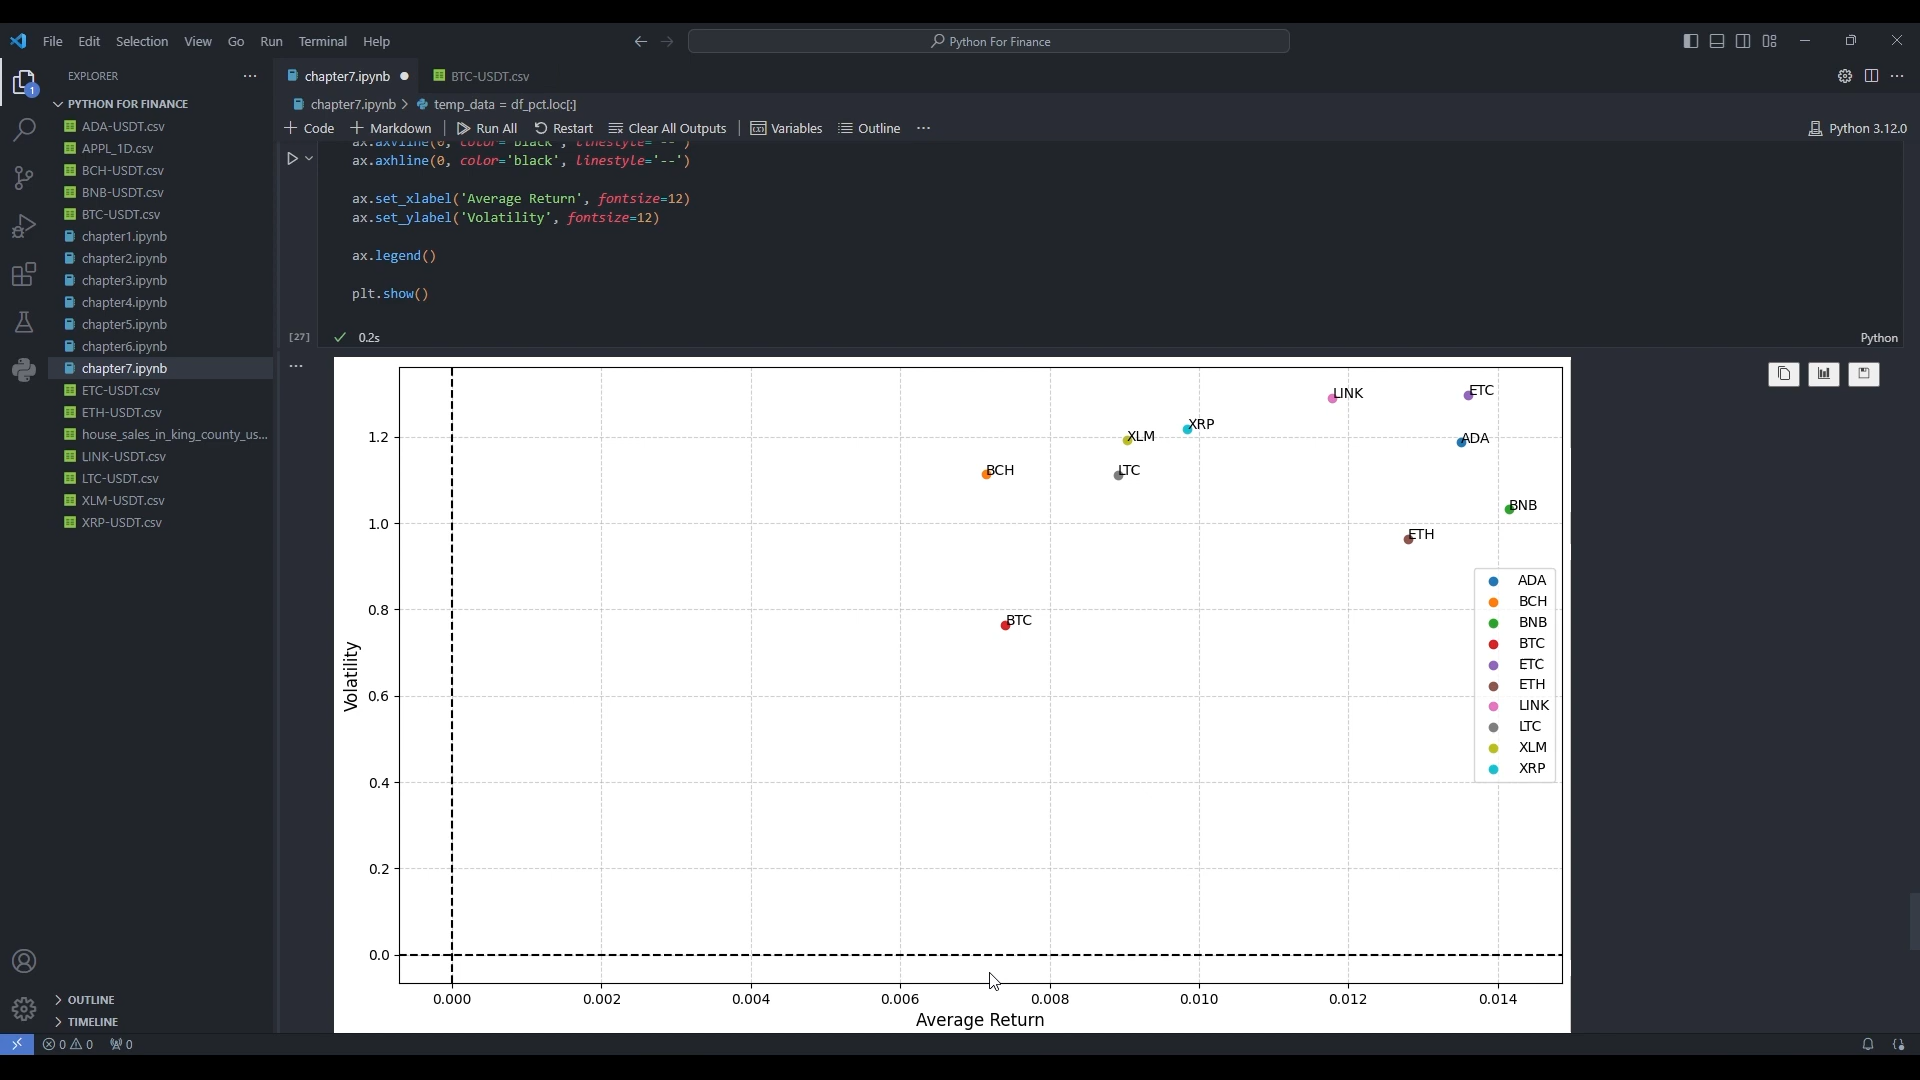 File Edit Selection View Go Run Terminal Help
Python For Finance
EXPLORER
PYTHON FOR FINANCE
ADA-USDT.csv
APPL_1D.csv
BCH-USDT.csv
BNB-USDT.csv
BTC-USDT.csv
chapter1.ipynb
chapter2.ipynb
chapter3.ipynb
chapter4.ipynb
chapter5.ipynb
chapter6.ipynb
chapter7.ipynb
ETC-USDT.csv
ETH-USDT.csv
house_sales_in_king_county_us...
LINK-USDT.csv
LTC-USDT.csv
XLM-USDT.csv
XRP-USDT.csv
OUTLINE
TIMELINE
1
chapter7.ipynb
BTC-USDT.csv
chapter7.ipynb > temp_data = df_pct.loc[:]
Code Markdown Run All Restart Clear All Outputs Variables Outline ...
Python 3.12.0
ax.axvline(0, color='black', linestyle='--')
ax.axhline(0, color='black', linestyle='--')
ax.set_xlabel('Average Return', fontsize=12)
ax.set_ylabel('Volatility', fontsize=12)
ax.legend()
plt.show()
[27]
0.2s
Python
LINK
ETC
XRP
XLM
ADA
BCH
LTC
BNB
ETH
BTC
ADA
BCH
BNB
BTC
ETC
ETH
LINK
LTC
XLM
XRP
1.2
1.0
0.8
0.6
0.4
0.2
0.0
Volatility
0.000 0.002 0.004 0.006 0.008 0.010 0.012 0.014
Average Return
0 0 0